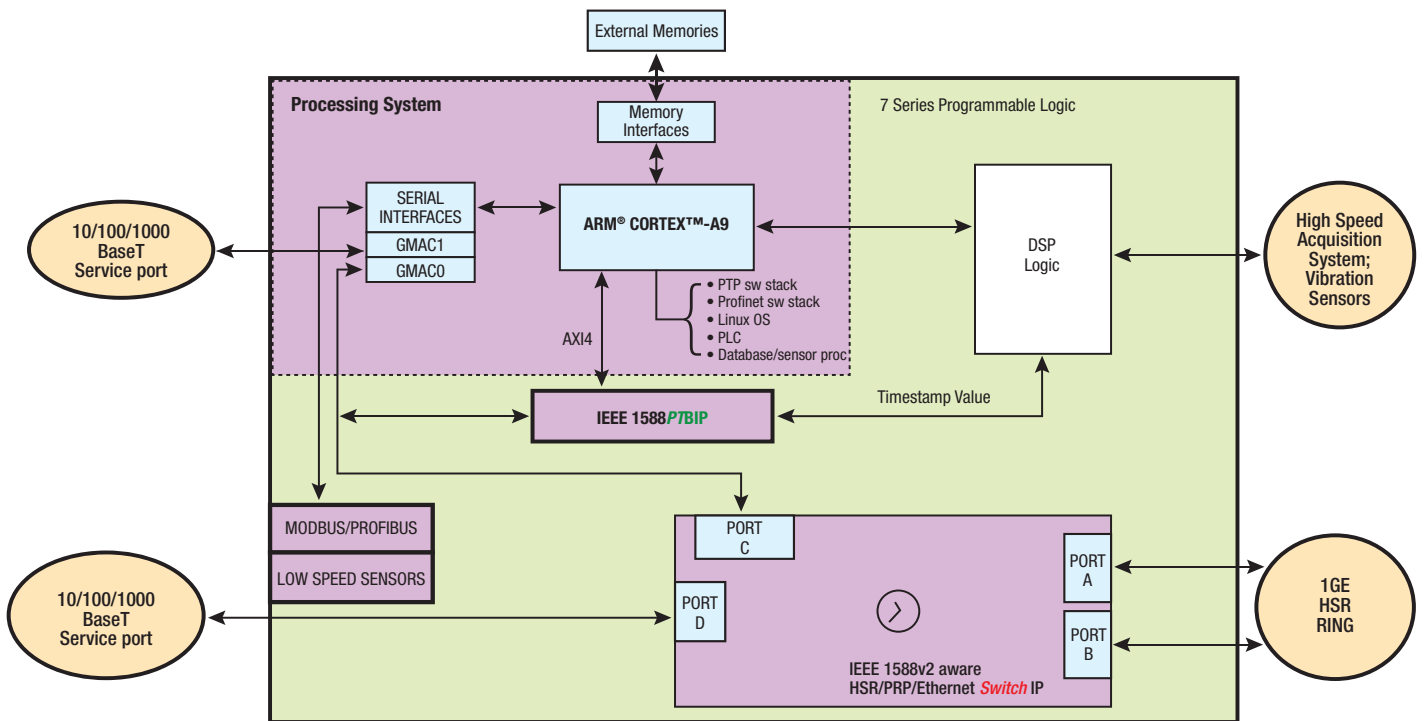 External Memories
Processing System
7 Series Programmable Logic
Memory
Interfaces
SERIAL
INTERFACES
GMAC1
GMAC0
ARM® CORTEX™-A9
DSP
Logic
10/100/1000
BaseT
Service port
High Speed
Acquisition
System;
Vibration
Sensors
• PTP sw stack
• Profinet sw stack
• Linux OS
• PLC
• Database/sensor proc
AXI4
Timestamp Value
IEEE 1588PTBIP
MODBUS/PROFIBUS
LOW SPEED SENSORS
PORT
C
PORT
A
PORT
D
PORT
B
10/100/1000
BaseT
Service port
1GE
HSR
RING
IEEE 1588v2 aware
HSR/PRP/Ethernet Switch IP